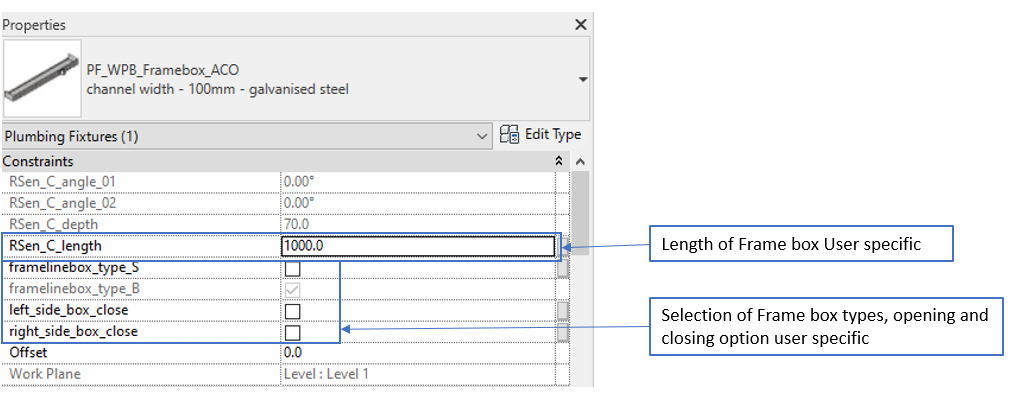 Properties
PF_WPB_Framebox_ACO
channel width - 100mm - galvanised steel
Plumbing Fixtures (1)
Edit Type
Constraints
RSen_C_angle_01 0.00°
RSen_C_angle_02 0.00°
RSen_C_depth 70.0
RSen_C_length 1000.0
Length of Frame box User specific
framelinebox_type_S
framelinebox_type_B
left_side_box_close
Selection of Frame box types, opening and
closing option user specific
right_side_box_close
Offset 0.0
Work Plane Level : Level 1